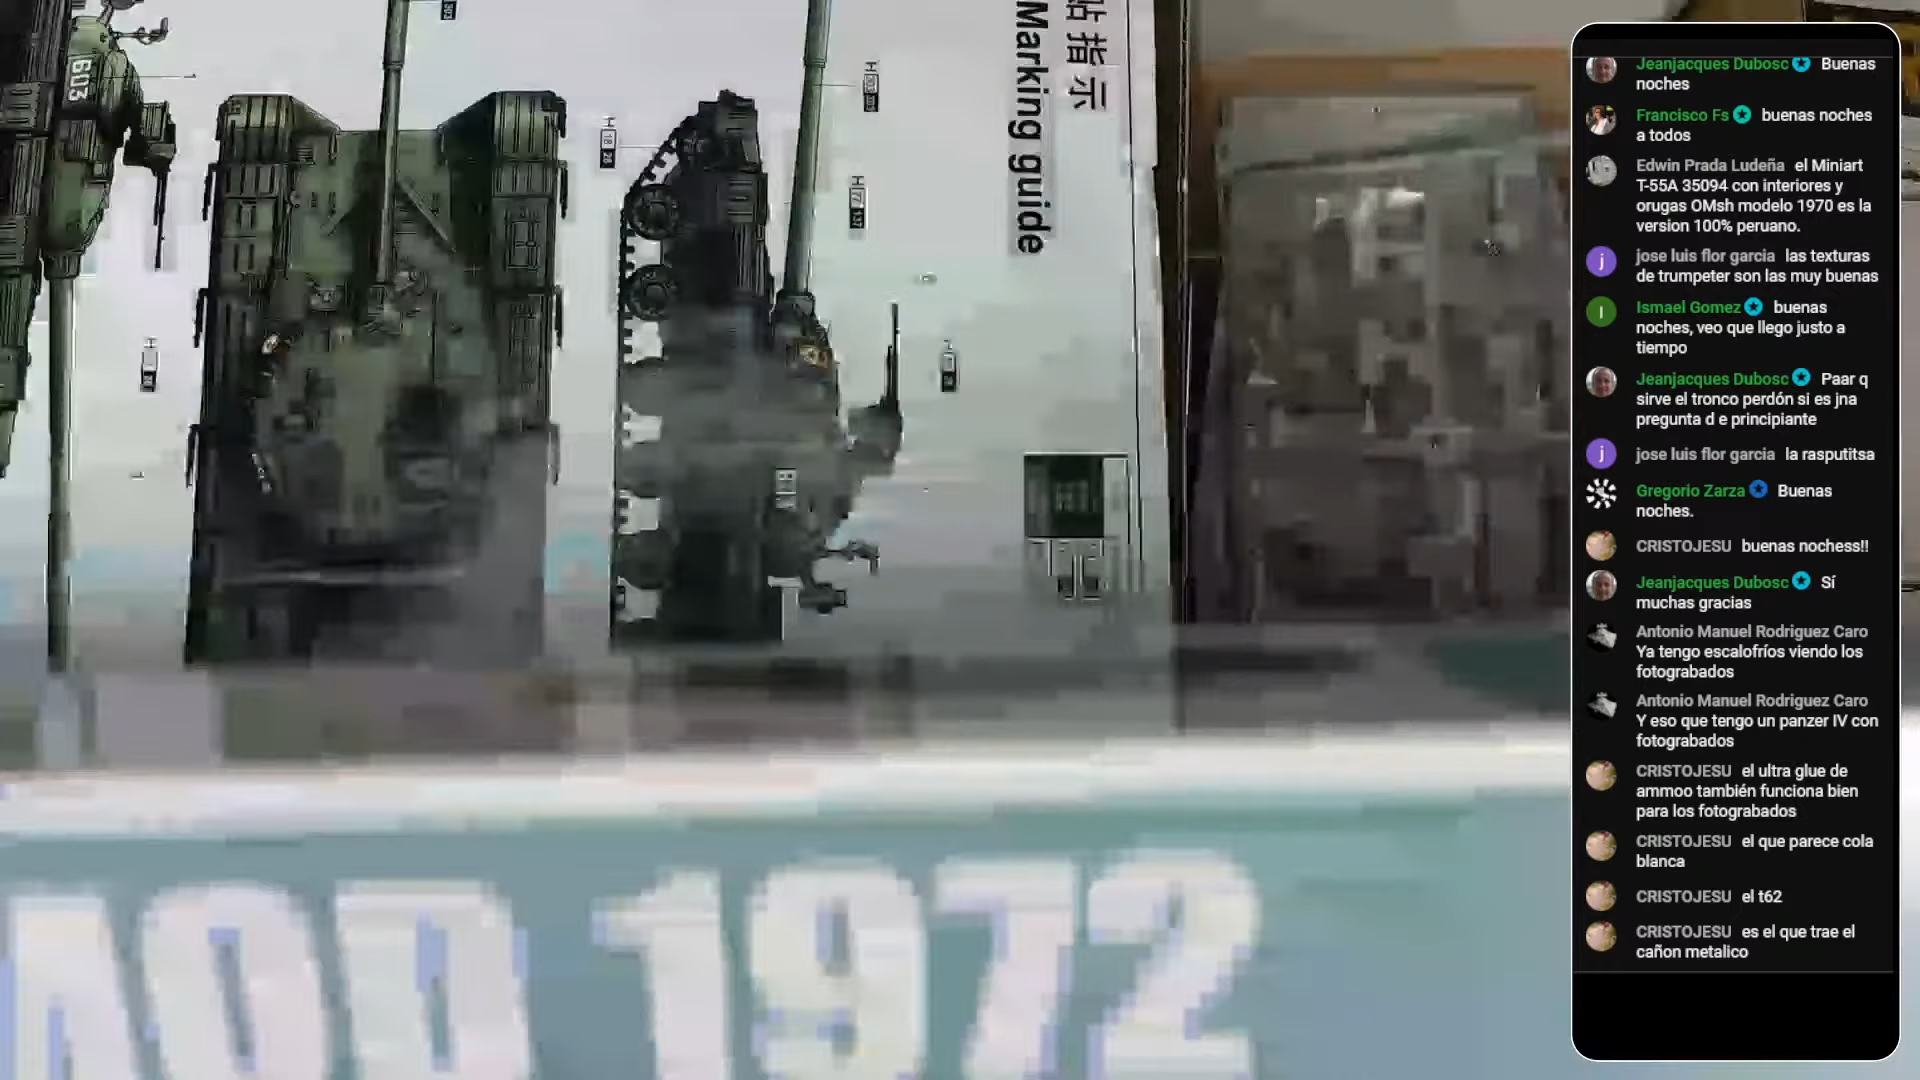 603
贴指示
Marking guide
MOD 1972
Jeanjacques Dubosc Buenas
noches
Francisco Fs buenas noches
a todos
Edwin Prada Ludeña el Miniart
T-55A 35094 con interiores y
orugas OMsh modelo 1970 es la
version 100% peruano.
jose luis flor garcia las texturas
de trumpeter son las muy buenas
Ismael Gomez buenas
noches, veo que llego justo a
tiempo
Jeanjacques Dubosc Paar q
sirve el tronco perdón si es jna
pregunta d e principiante
jose luis flor garcia la rasputitsa
Gregorio Zarza Buenas
noches.
CRISTOJESU buenas nochess!!
Jeanjacques Dubosc Sí
muchas gracias
Antonio Manuel Rodriguez Caro
Ya tengo escalofríos viendo los
fotograbados
Antonio Manuel Rodriguez Caro
Y eso que tengo un panzer IV con
fotograbados
CRISTOJESU el ultra glue de
ammoo también funciona bien
para los fotograbados
CRISTOJESU el que parece cola
blanca
CRISTOJESU el t62
CRISTOJESU es el que trae el
cañon metalico